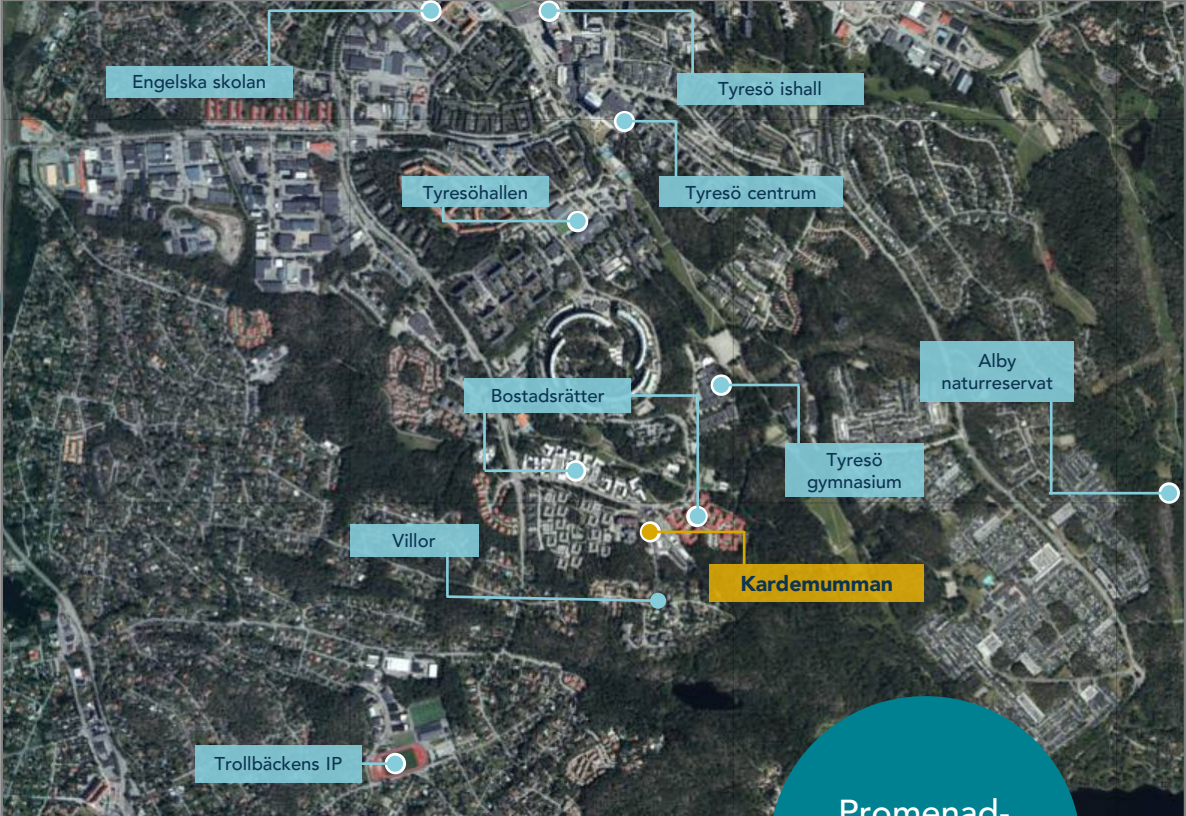 Engelska skolan
Tyresö ishall
Tyresöhallen
Tyresö centrum
Alby
naturreservat
Bostadsrätter
Tyresö
gymnasium
Villor
Kardemumman
Trollbäckens IP
Promenad-